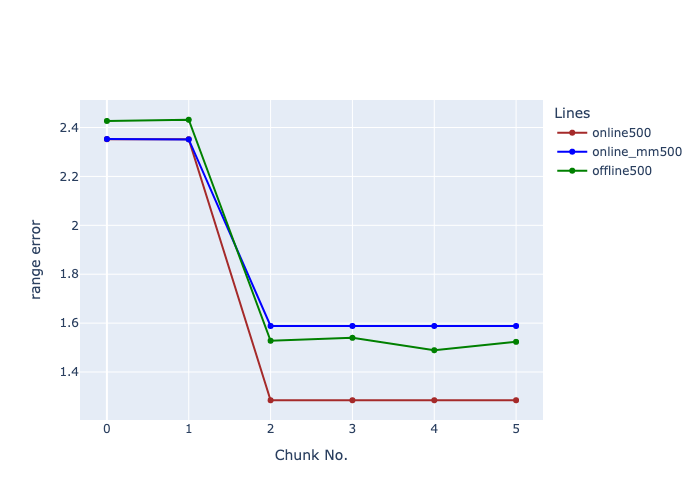 Lines
online500
online_mm500
offline500
range error
2.4
2.2
2
1.8
1.6
1.4
0 1 2 3 4 5
Chunk No.